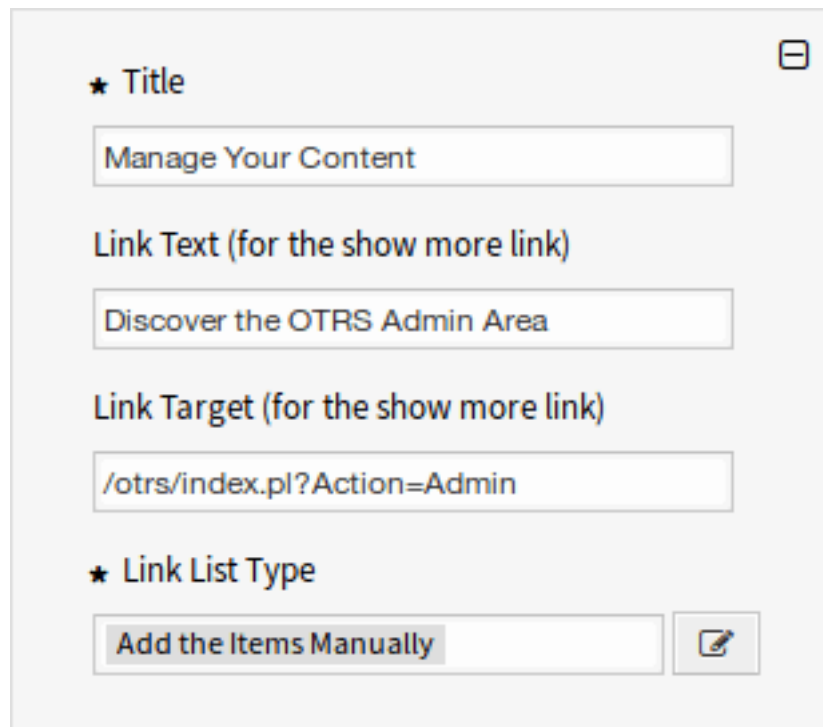 ★ Title
Manage Your Content
Link Text (for the show more link)
Discover the OTRS Admin Area
Link Target (for the show more link)
/otrs/index.pl?Action=Admin
★ Link List Type
Add the Items Manually